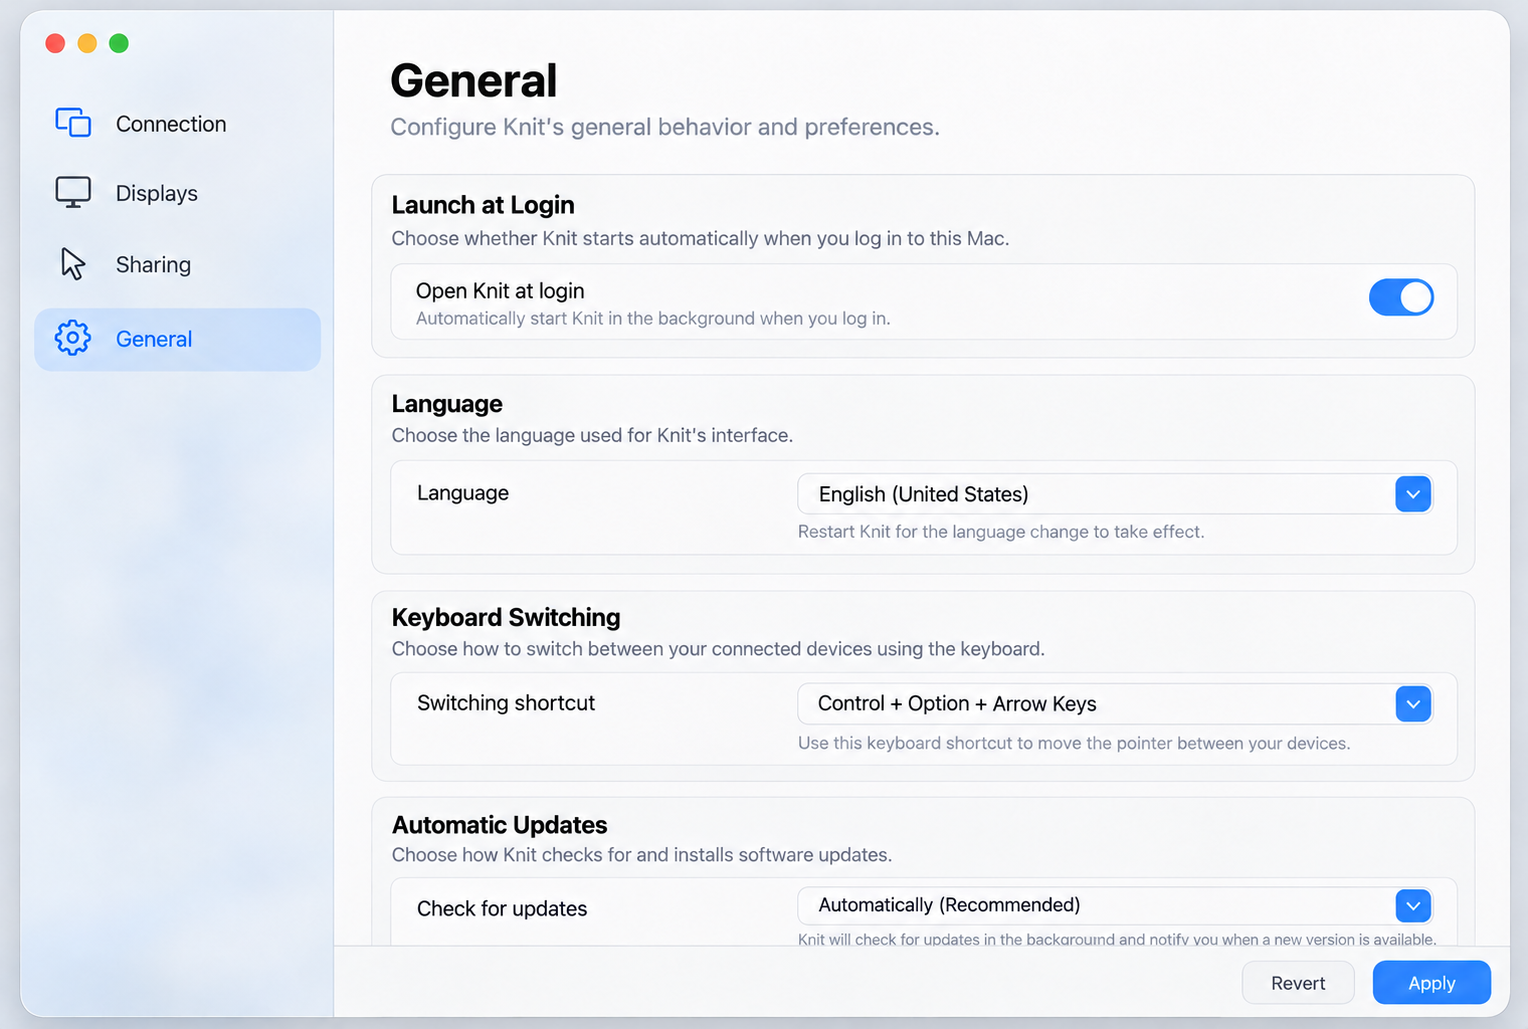 Connection
Displays
Sharing
General
General
Configure Knit's general behavior and preferences.
Launch at Login
Choose whether Knit starts automatically when you log in to this Mac.
Open Knit at login
Automatically start Knit in the background when you log in.
Language
Choose the language used for Knit's interface.
Language
English (United States)
Restart Knit for the language change to take effect.
Keyboard Switching
Choose how to switch between your connected devices using the keyboard.
Switching shortcut
Control + Option + Arrow Keys
Use this keyboard shortcut to move the pointer between your devices.
Automatic Updates
Choose how Knit checks for and installs software updates.
Check for updates
Automatically (Recommended)
Knit will check for updates in the background and notify you when a new version is available.
Revert
Apply